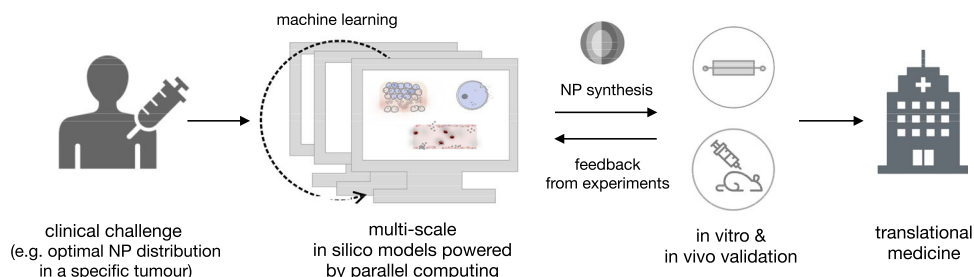 machine learning
NP synthesis
feedback
from experiments
clinical challenge
(e.g. optimal NP distribution
in a specific tumour)
multi-scale
in silico models powered
by parallel computing
in vitro &
in vivo validation
translational
medicine